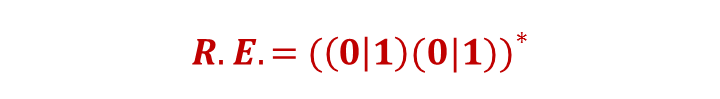 R. E. = ((0|1)(0|1))*